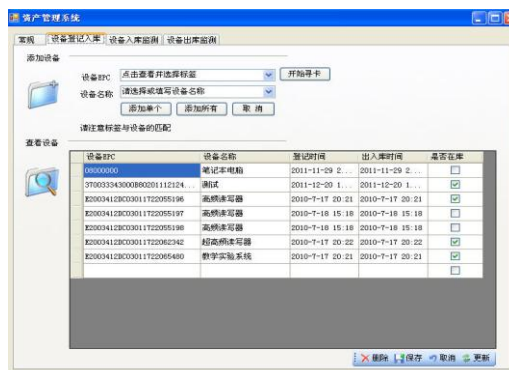 资产管理系统
常规 设备登记入库 设备入库监测 设备出库监测
添加设备
设备EPC 点击查看并选择标签 开始寻卡
设备名称 请选择或填写设备名称
添加单个 添加所有 取 消
请注意标签与设备的匹配
查看设备
设备EPC 设备名称 登记时间 出入库时间 是否在库
08000000 笔记本电脑 2011-11-29 2... 2011-11-29 2...
370033343000B80201112124... 测试 2011-12-20 1... 2011-12-20 1...
E2003412DC03011722055196 高频读写器 2010-7-17 20:21 2010-7-17 20:21
E2003412DC03011722055197 高频读写器 2010-7-18 15:18 2010-7-18 15:18
E2003412DC03011722055198 高频读写器 2010-7-18 15:18 2010-7-18 15:18
E2003412DC03011722062342 超高频读写器 2010-7-17 20:22 2010-7-17 20:22
E2003412DC03011722065480 教学实验系统 2010-7-17 20:21 2010-7-17 20:21
删除 保存 取消 更新